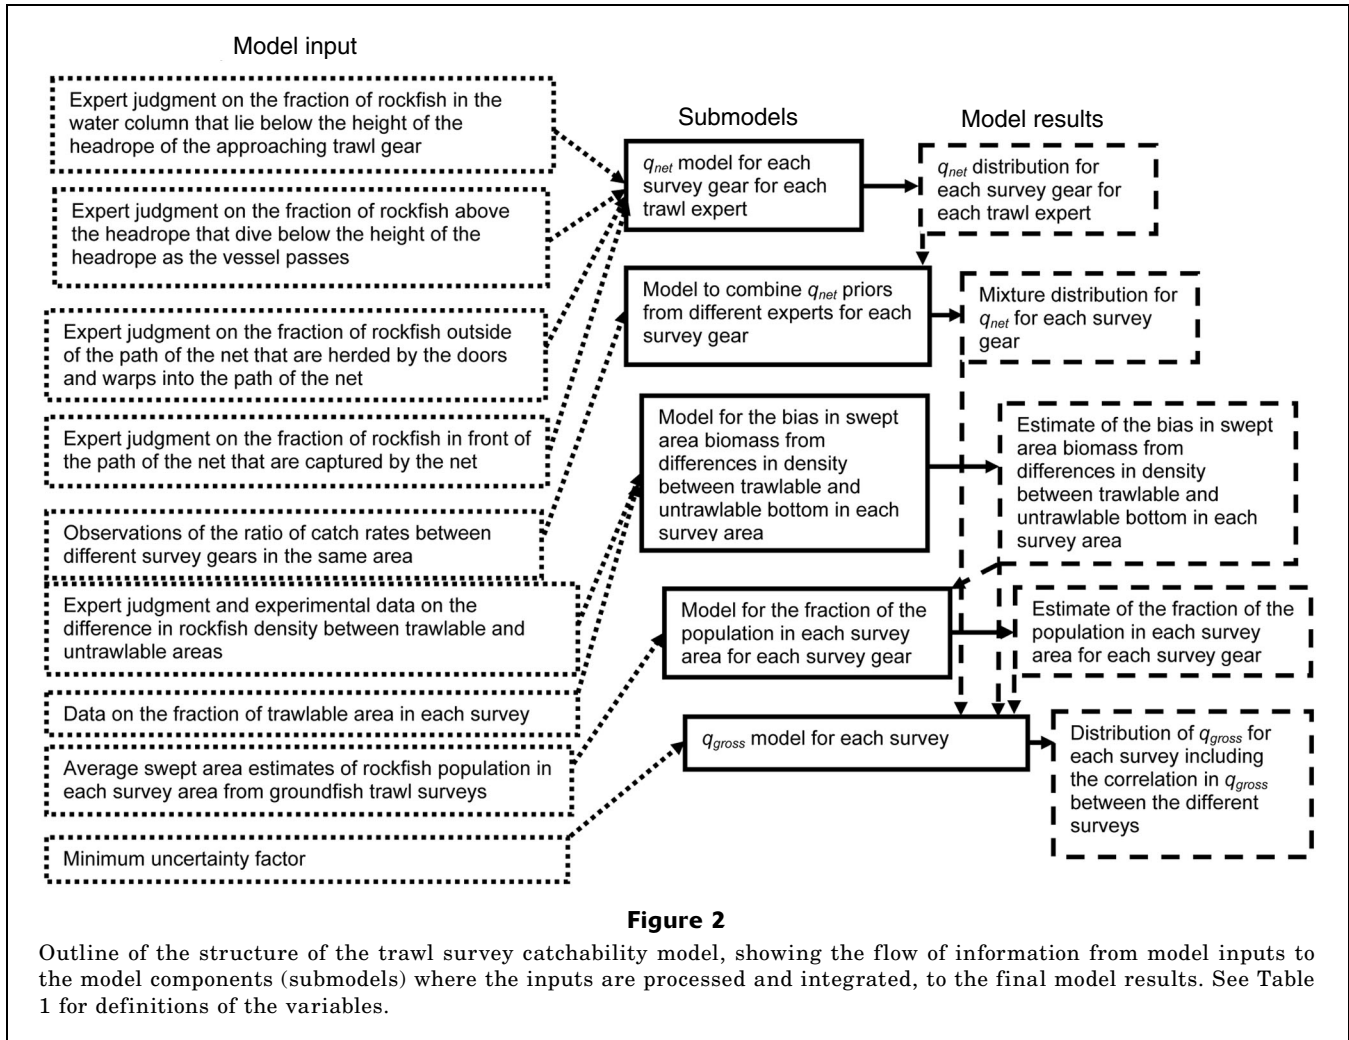 Model input
Expert judgment on the fraction of rockfish in the
water column that lie below the height of the
headrope of the approaching trawl gear
Expert judgment on the fraction of rockfish above
the headrope that dive below the height of the
headrope as the vessel passes
Expert judgment on the fraction of rockfish outside
of the path of the net that are herded by the doors
and warps into the path of the net
Expert judgment on the fraction of rockfish in front of
the path of the net that are captured by the net
Observations of the ratio of catch rates between
different survey gears in the same area
Expert judgment and experimental data on the
difference in rockfish density between trawlable and
untrawlable areas
Data on the fraction of trawlable area in each survey
Average swept area estimates of rockfish population in
each survey area from groundfish trawl surveys
Minimum uncertainty factor
Submodels
qnet model for each
survey gear for each
trawl expert
Model to combine qnet priors
from different experts for each
survey gear
Model for the bias in swept
area biomass from
differences in density
between trawlable and
untrawlable bottom in each
survey area
Model for the fraction of the
population in each survey
area for each survey gear
qgross model for each survey
Model results
qnet distribution for
each survey gear for
each trawl expert
Mixture distribution for
qnet for each survey
gear
Estimate of the bias in swept
area biomass from
differences in density
between trawlable and
untrawlable bottom in each
survey area
Estimate of the fraction of the
population in each survey
area for each survey gear
Distribution of qgross for
each survey including
the correlation in qgross
between the different
surveys
Figure 2
Outline of the structure of the trawl survey catchability model, showing the flow of information from model inputs to
the model components (submodels) where the inputs are processed and integrated, to the final model results. See Table
1 for definitions of the variables.